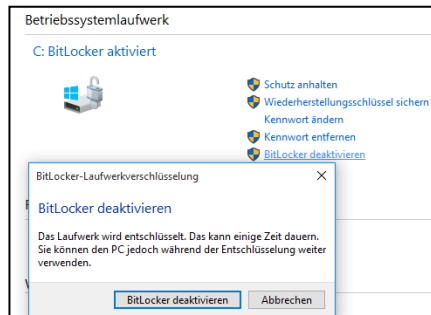 Betriebssystemlaufwerk
C: BitLocker aktiviert
Schutz anhalten
Wiederherstellungsschlüssel sichern
Kennwort ändern
Kennwort entfernen
BitLocker deaktivieren
BitLocker-Laufwerkverschlüsselung
BitLocker deaktivieren
Das Laufwerk wird entschlüsselt. Das kann einige Zeit dauern.
Sie können den PC jedoch während der Entschlüsselung weiter
verwenden.
BitLocker deaktivieren
Abbrechen